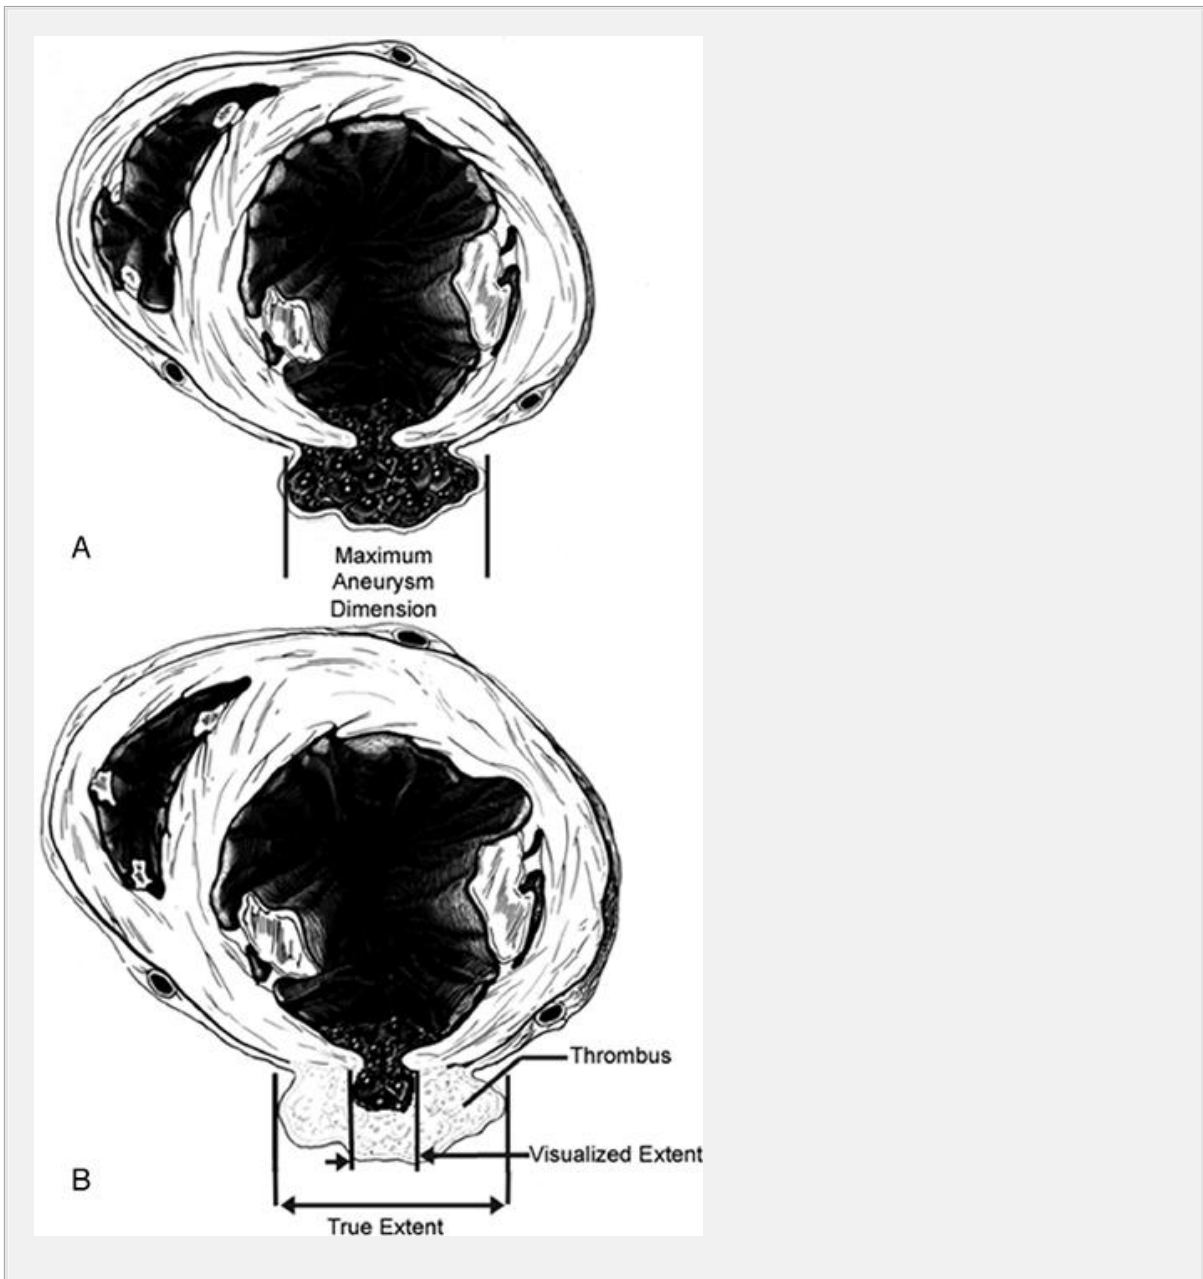 A
Maximum
Aneurysm
Dimension
Thrombus
Visualized Extent
B
True Extent